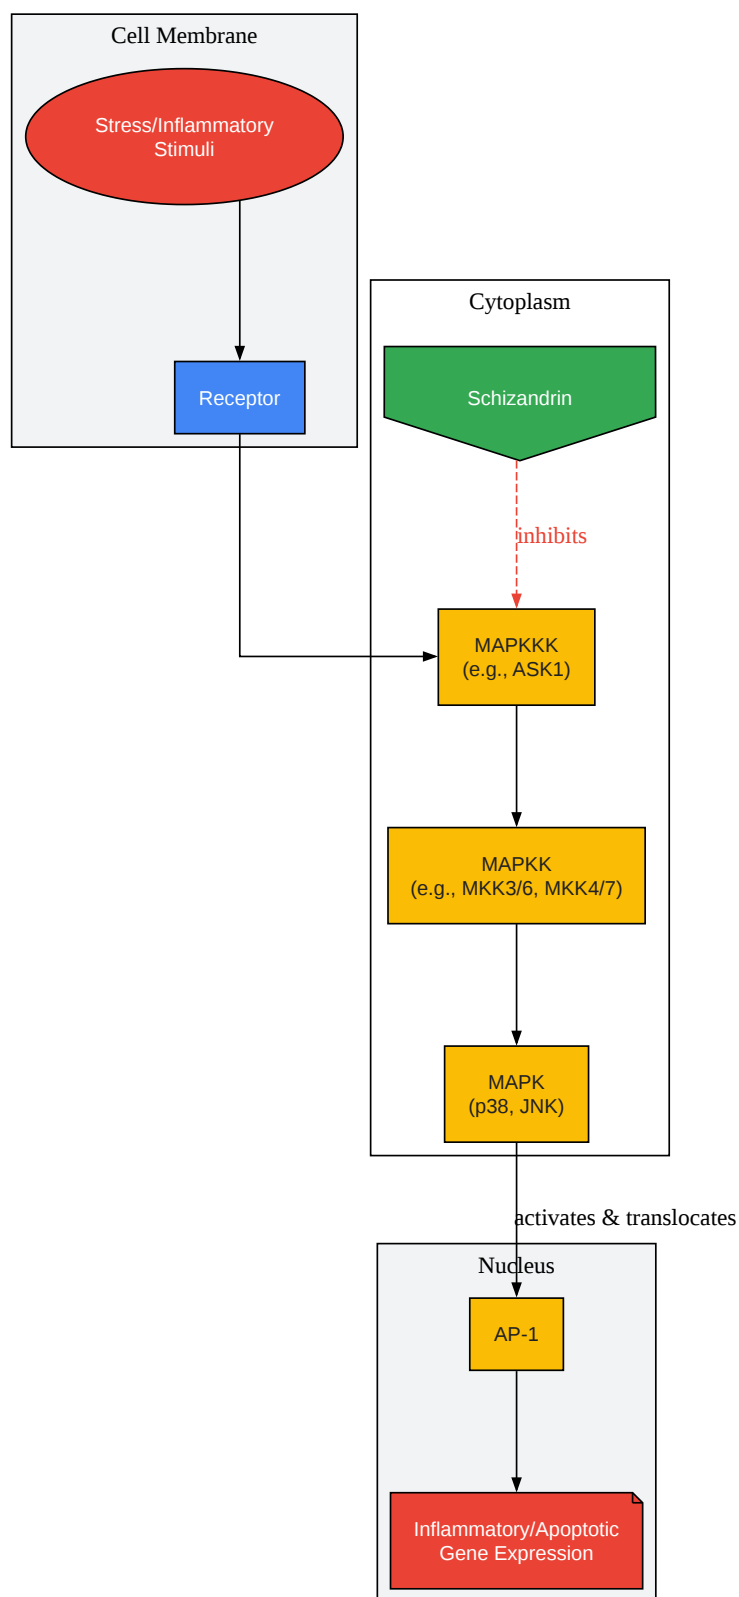 Cell Membrane
Stress/Inflammatory
Stimuli
Receptor
Cytoplasm
Schizandrin
inhibits
MAPKKK
(e.g., ASK1)
MAPKK
(e.g., MKK3/6, MKK4/7)
MAPK
(p38, JNK)
activates & translocates
Nucleus
AP-1
Inflammatory/Apoptotic
Gene Expression